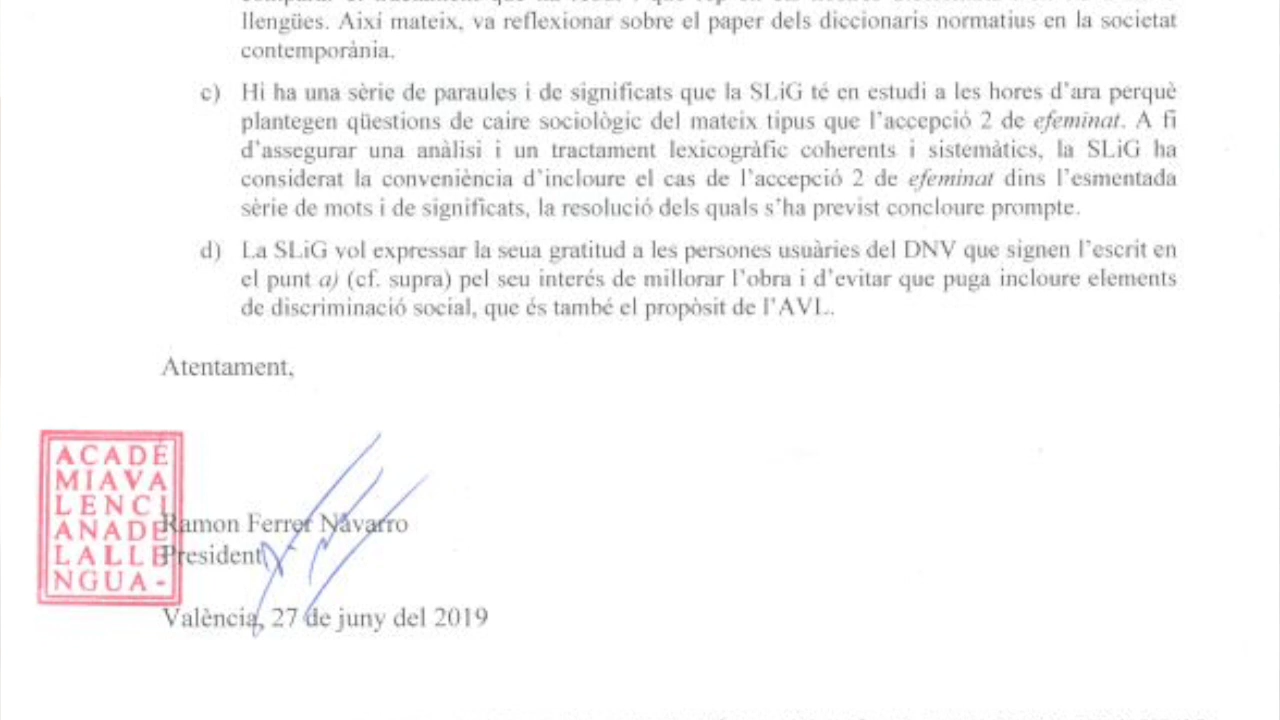 llengües. Així mateix, va reflexionar sobre el paper dels diccionaris normatius en la societat
contemporània.
c) Hi ha una sèrie de paraules i de significats que la SLiG té en estudi a les hores d'ara perquè
plantegen qüestions de caire sociològic del mateix tipus que l'accepció 2 de efeminat. A fi
d'assegurar una anàlisi i un tractament lexicogràfic coherents i sistemàtics, la SLiG ha
considerat la conveniència d'incloure el cas de l'accepció 2 de efeminat dins l'esmentada
sèrie de mots i de significats, la resolució dels quals s'ha previst concloure prompte.
d) La SLiG vol expressar la seua gratitud a les persones usuàries del DNV que signen l'escrit en
el punt a) (cf. supra) pel seu interés de millorar l'obra i d'evitar que puga incloure elements
de discriminació social, que és també el propòsit de l'AVL.
Atentament,
ACADÈ
MIAVA
LENCI
ANADE
LALLE
NGUA-
Ramon Ferrer Navarro
President
València, 27 de juny del 2019